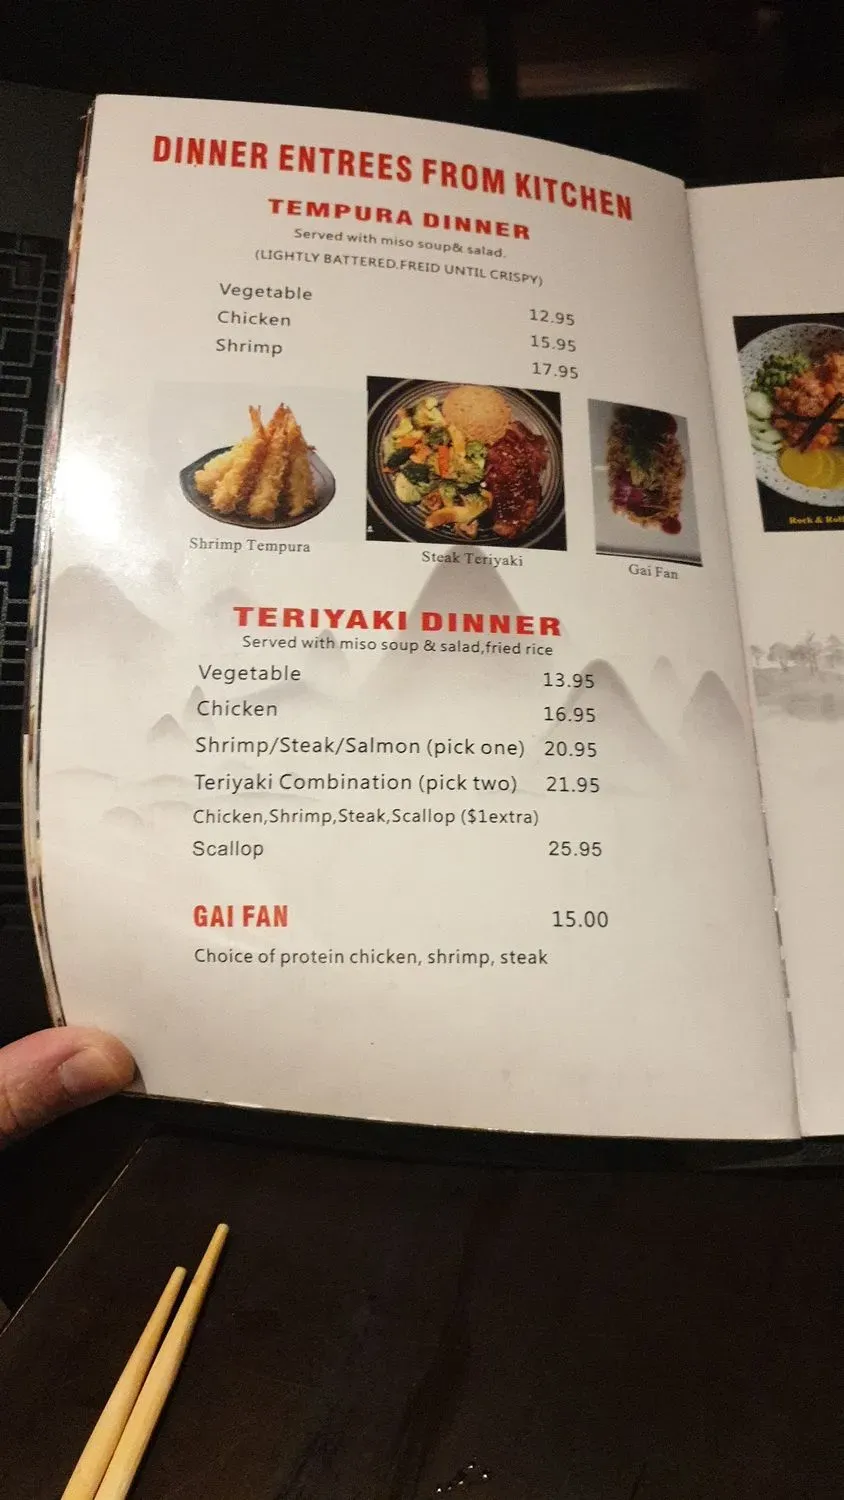 DINNER ENTREES FROM KITCHEN
TEMPURA DINNER
Served with miso soup& salad.
(LIGHTLY BATTERED.FREID UNTIL CRISPY)
Vegetable 12.95
Chicken 15.95
Shrimp 17.95
Shrimp Tempura
Steak Teriyaki
Gai Fan
TERIYAKI DINNER
Served with miso soup & salad,fried rice
Vegetable 13.95
Chicken 16.95
Shrimp/Steak/Salmon (pick one) 20.95
Teriyaki Combination (pick two) 21.95
Chicken,Shrimp,Steak,Scallop ($1extra)
Scallop 25.95
GAI FAN 15.00
Choice of protein chicken, shrimp, steak
Rock & Roll